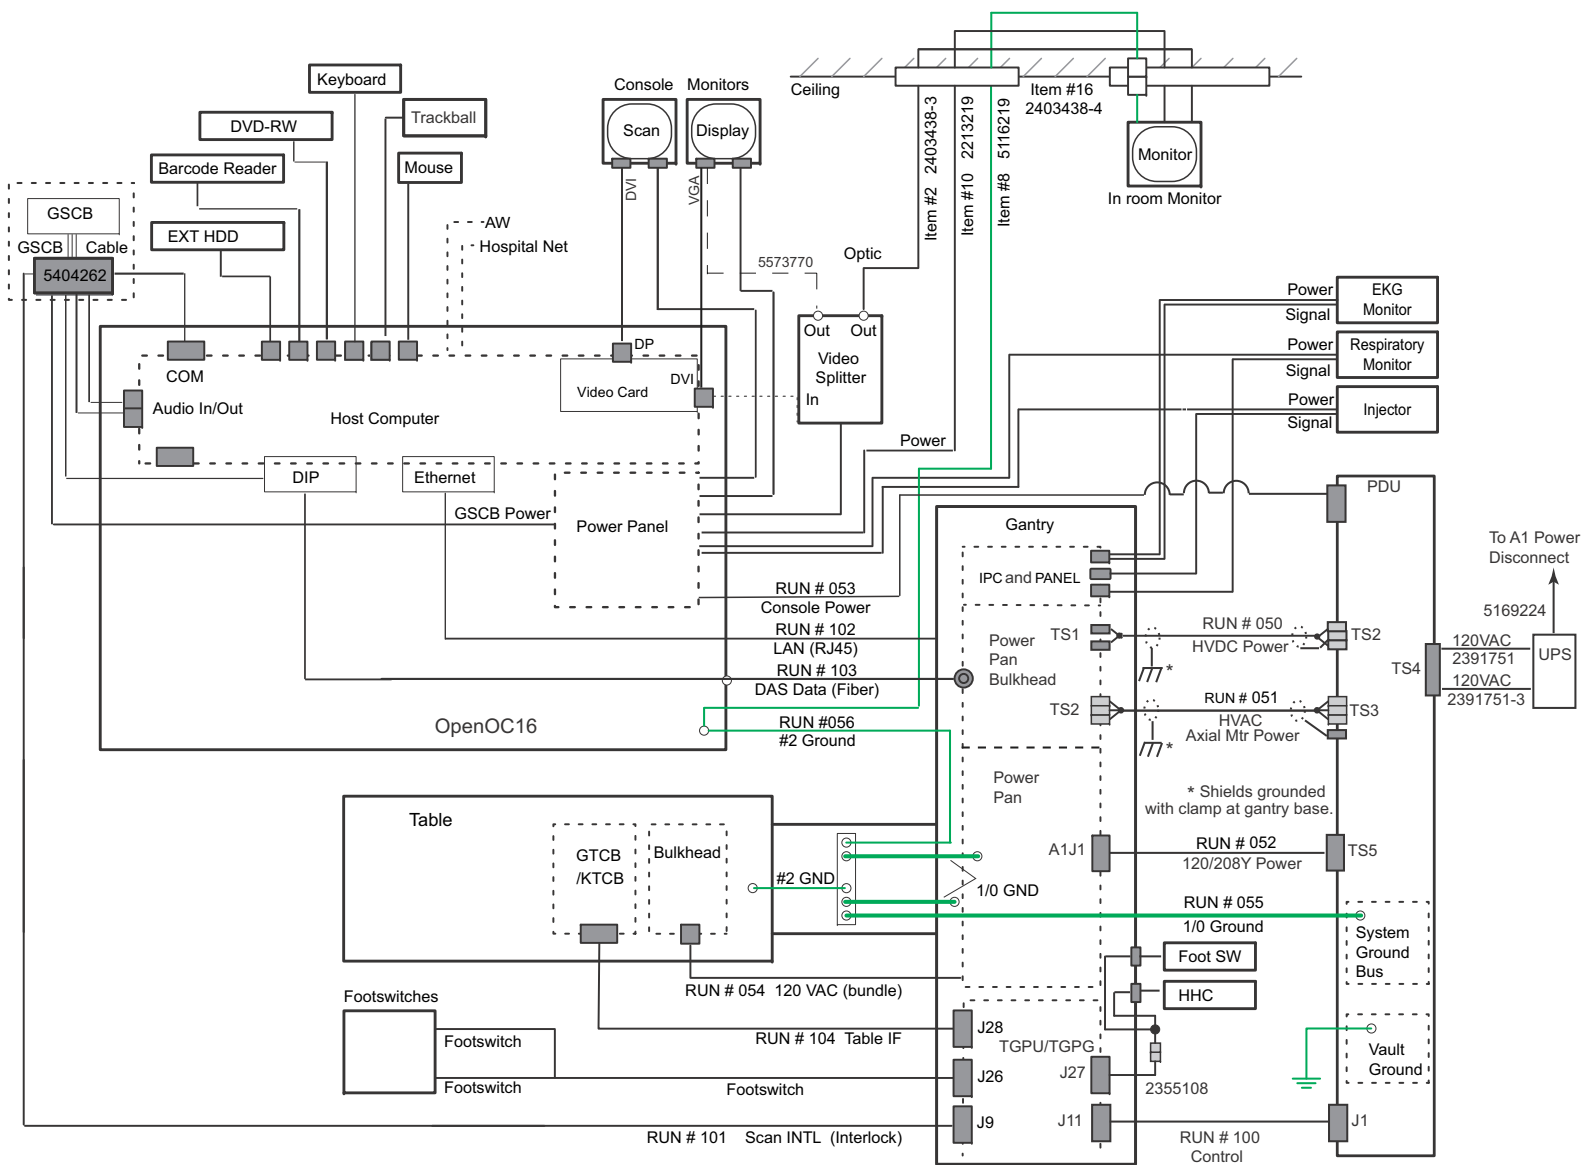 Keyboard
Console
Monitors
Ceiling
Item #16
2403438-4
DVD-RW
Trackball
Scan
Display
Item #2 2403438-3
Item #10 2213219
Item #8 5116219
Monitor
In room Monitor
Barcode Reader
Mouse
DVI
VGA
GSCB
GSCB Cable
5404262
EXT HDD
AW
Hospital Net
Optic
5573770
Power
Signal
EKG
Monitor
Out
Out
Video
Splitter
In
Power
Signal
Respiratory
Monitor
DP
COM
DVI
Video Card
Audio In/Out
Host Computer
Power
Signal
Injector
Power
DIP
Ethernet
PDU
GSCB Power
Power Panel
Gantry
To A1 Power
Disconnect
IPC and PANEL
RUN # 053
Console Power
5169224
RUN # 102
LAN (RJ45)
Power
Pan
Bulkhead
TS1
RUN # 050
HVDC Power
TS2
120VAC
2391751
UPS
TS4
*
RUN # 103
DAS Data (Fiber)
120VAC
2391751-3
TS2
RUN # 051
HVAC
Axial Mtr Power
TS3
*
OpenOC16
RUN #056
#2 Ground
Power
Pan
* Shields grounded
with clamp at gantry base.
Table
GTCB
/KTCB
Bulkhead
A1J1
RUN # 052
120/208Y Power
TS5
#2 GND
1/0 GND
RUN # 055
1/0 Ground
System
Ground
Bus
Foot SW
RUN # 054 120 VAC (bundle)
HHC
Footswitches
Footswitch
RUN # 104 Table IF
J28
TGPU/TGPG
Vault
Ground
Footswitch
Footswitch
J26
J27
2355108
RUN # 101 Scan INTL (Interlock)
J9
J11
RUN # 100
Control
J1